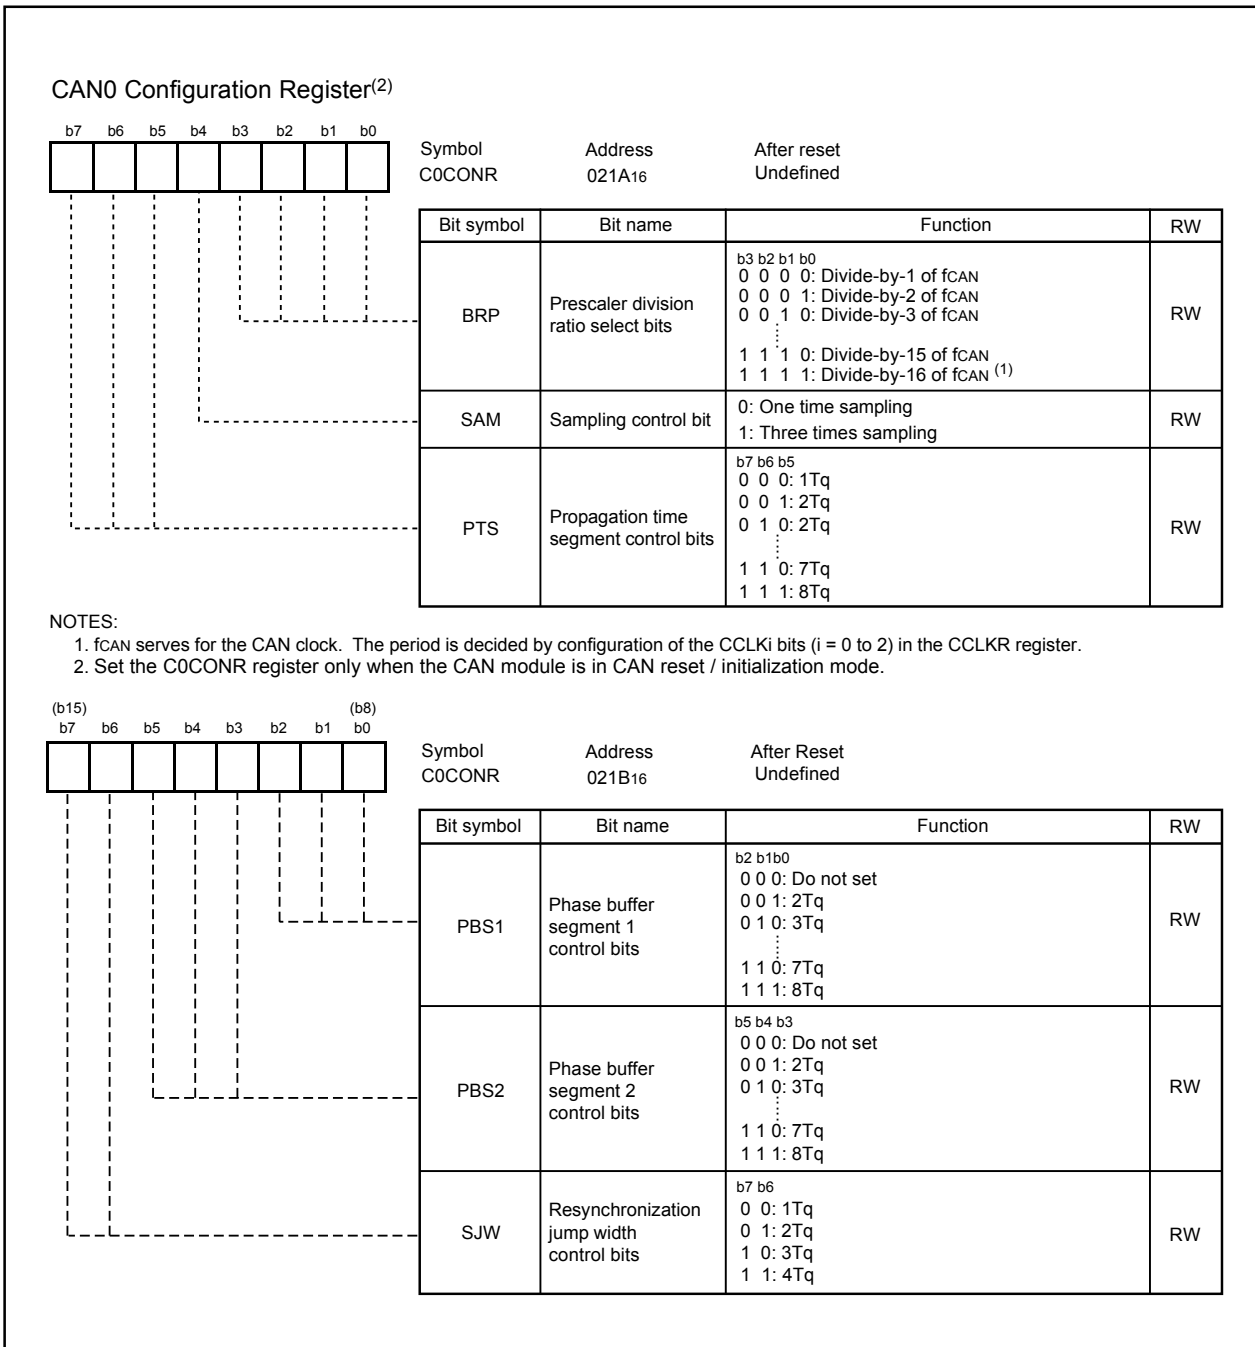 CAN0 Configuration Register(2)
b7 b6 b5 b4 b3 b2 b1 b0
Symbol Address After reset
C0CONR 021A16 Undefined
Bit symbol Bit name Function RW
BRP
Prescaler division
ratio select bits
b3 b2 b1 b0
0 0 0 0: Divide-by-1 of fCAN
0 0 0 1: Divide-by-2 of fCAN
0 0 1 0: Divide-by-3 of fCAN
1 1 1 0: Divide-by-15 of fCAN
1 1 1 1: Divide-by-16 of fCAN (1)
RW
SAM
Sampling control bit
0: One time sampling
1: Three times sampling
RW
PTS
Propagation time
segment control bits
b7 b6 b5
0 0 0: 1Tq
0 0 1: 2Tq
0 1 0: 2Tq
1 1 0: 7Tq
1 1 1: 8Tq
RW
NOTES:
1. fCAN serves for the CAN clock. The period is decided by configuration of the CCLKi bits (i = 0 to 2) in the CCLKR register.
2. Set the C0CONR register only when the CAN module is in CAN reset / initialization mode.
(b15) (b8)
b7 b6 b5 b4 b3 b2 b1 b0
Symbol Address After Reset
C0CONR 021B16 Undefined
Bit symbol Bit name Function RW
PBS1
Phase buffer
segment 1
control bits
b2 b1b0
0 0 0: Do not set
0 0 1: 2Tq
0 1 0: 3Tq
1 1 0: 7Tq
1 1 1: 8Tq
RW
PBS2
Phase buffer
segment 2
control bits
b5 b4 b3
0 0 0: Do not set
0 0 1: 2Tq
0 1 0: 3Tq
1 1 0: 7Tq
1 1 1: 8Tq
RW
SJW
Resynchronization
jump width
control bits
b7 b6
0 0: 1Tq
0 1: 2Tq
1 0: 3Tq
1 1: 4Tq
RW